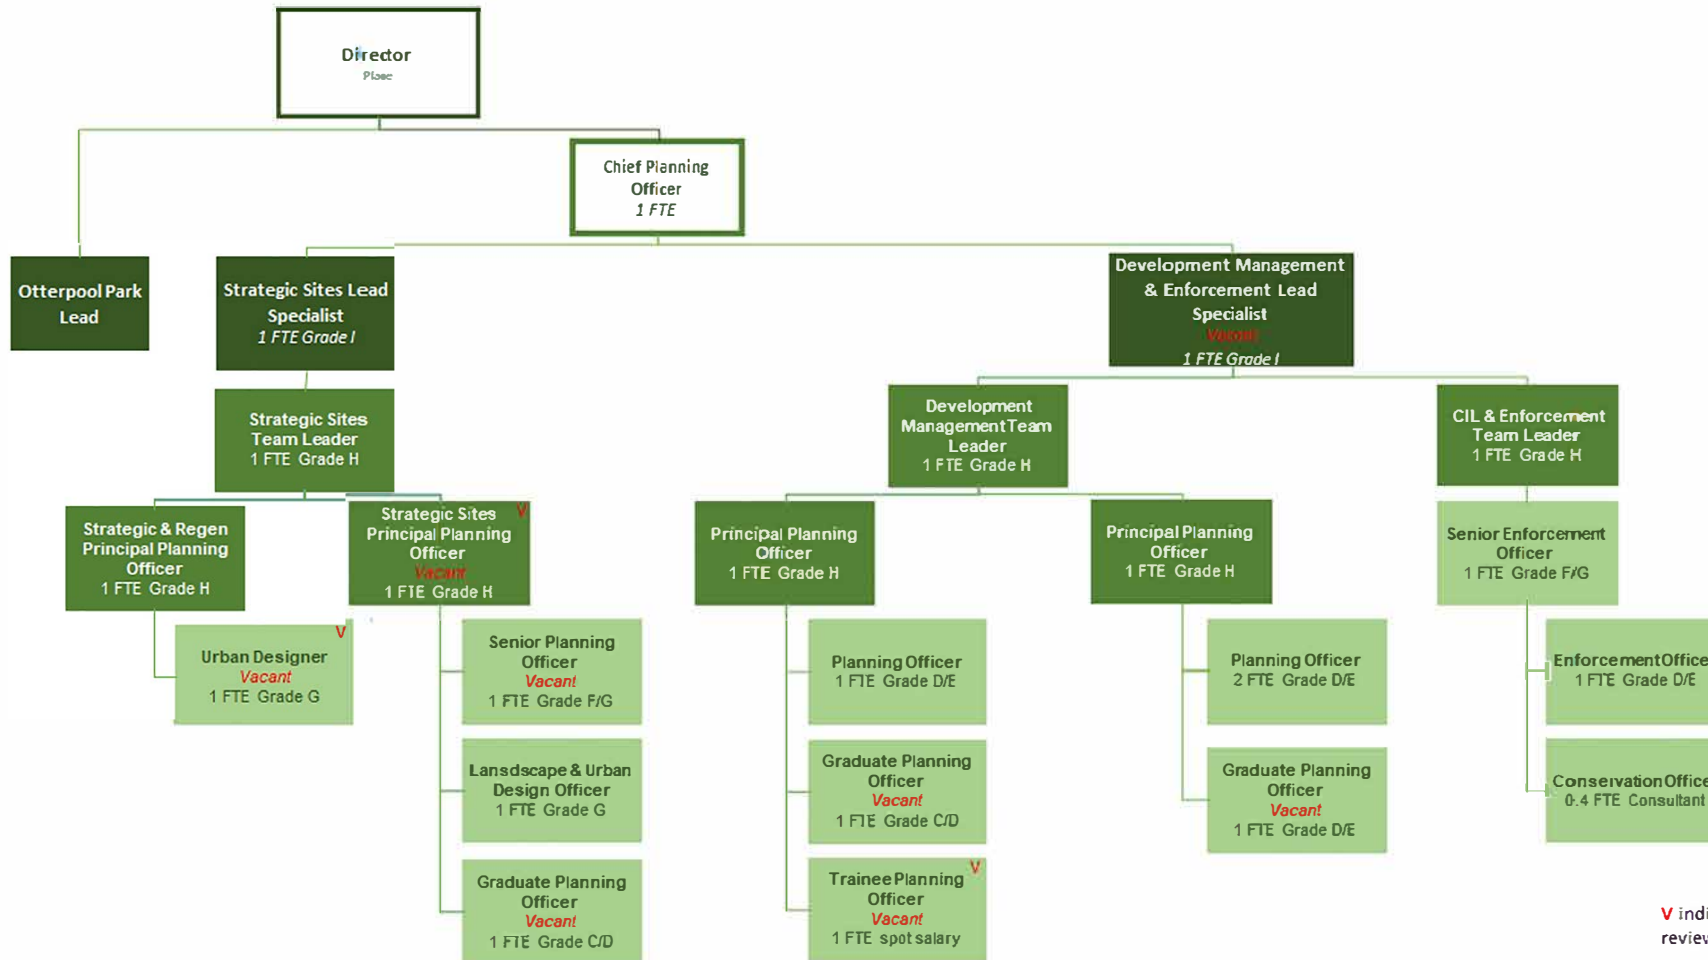 Director
Place
Chief Planning
Officer
1 FTE
Otterpool Park
Lead
Strategic Sites Lead
Specialist
1 FTE Grade I
Development Management
& Enforcement Lead
Specialist
Vacant
1 FTE Grade I
Strategic Sites
Team Leader
1 FTE Grade H
Development
Management Team
Leader
1 FTE Grade H
CIL & Enforcement
Team Leader
1 FTE Grade H
Strategic & Regen
Principal Planning
Officer
1 FTE Grade H
V
Strategic Sites
Principal Planning
Officer
Vacant
1 FTE Grade H
Principal Planning
Officer
1 FTE Grade H
Principal Planning
Officer
1 FTE Grade H
Senior Enforcement
Officer
1 FTE Grade F/G
V
Urban Designer
Vacant
1 FTE Grade G
Senior Planning
Officer
Vacant
1 FTE Grade F/G
Planning Officer
1 FTE Grade D/E
Planning Officer
2 FTE Grade D/E
Enforcement Office
1 FTE Grade D/E
Lansdscape & Urban
Design Officer
1 FTE Grade G
Graduate Planning
Officer
Vacant
1 FTE Grade C/D
Graduate Planning
Officer
Vacant
1 FTE Grade D/E
Conservation Office
0.4 FTE Consultant
Graduate Planning
Officer
Vacant
1 FTE Grade C/D
V
Trainee Planning
Officer
Vacant
1 FTE spot salary
V indi
review